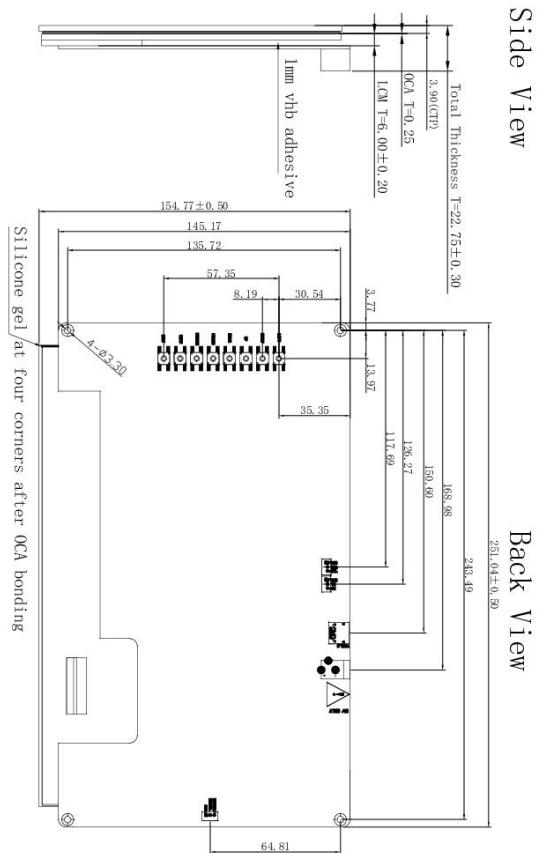 Side View
Total Thickness T=22.75±0.30
3.90(CTP)
OCA T=0.25
LCM T=6.00±0.20
1mm vhb adhesive
Back View
251.04±0.50
243.49
168.98
150.60
126.27
117.69
3.77
13.97
154.77±0.50
145.17
135.72
57.35
30.54
8.19
35.35
4-Ø3.30
64.81
Silicone gel at four corners after OCA bonding